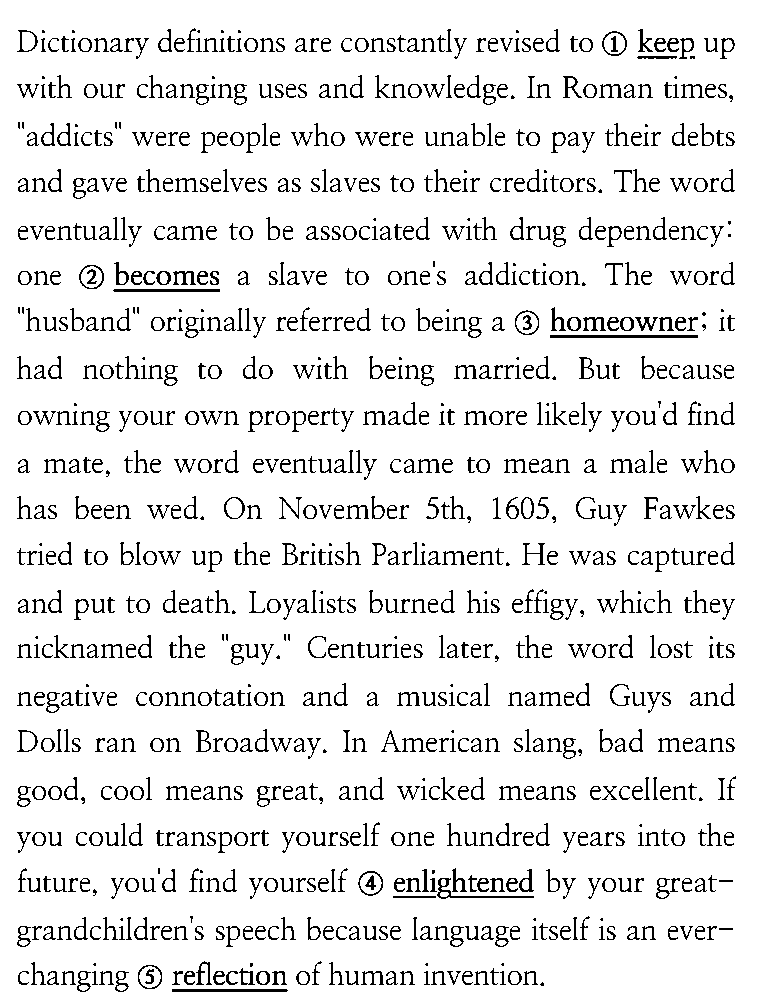 Dictionary definitions are constantly revised to ① keep up
with our changing uses and knowledge. In Roman times,
"addicts" were people who were unable to pay their debts
and gave themselves as slaves to their creditors. The word
eventually came to be associated with drug dependency:
one ② becomes a slave to one's addiction. The word
"husband" originally referred to being a ③ homeowner; it
had nothing to do with being married. But because
owning your own property made it more likely you'd find
a mate, the word eventually came to mean a male who
has been wed. On November 5th, 1605, Guy Fawkes
tried to blow up the British Parliament. He was captured
and put to death. Loyalists burned his effigy, which they
nicknamed the "guy." Centuries later, the word lost its
negative connotation and a musical named Guys and
Dolls ran on Broadway. In American slang, bad means
good, cool means great, and wicked means excellent. If
you could transport yourself one hundred years into the
future, you'd find yourself ④ enlightened by your great-
grandchildren's speech because language itself is an ever-
changing ⑤ reflection of human invention.